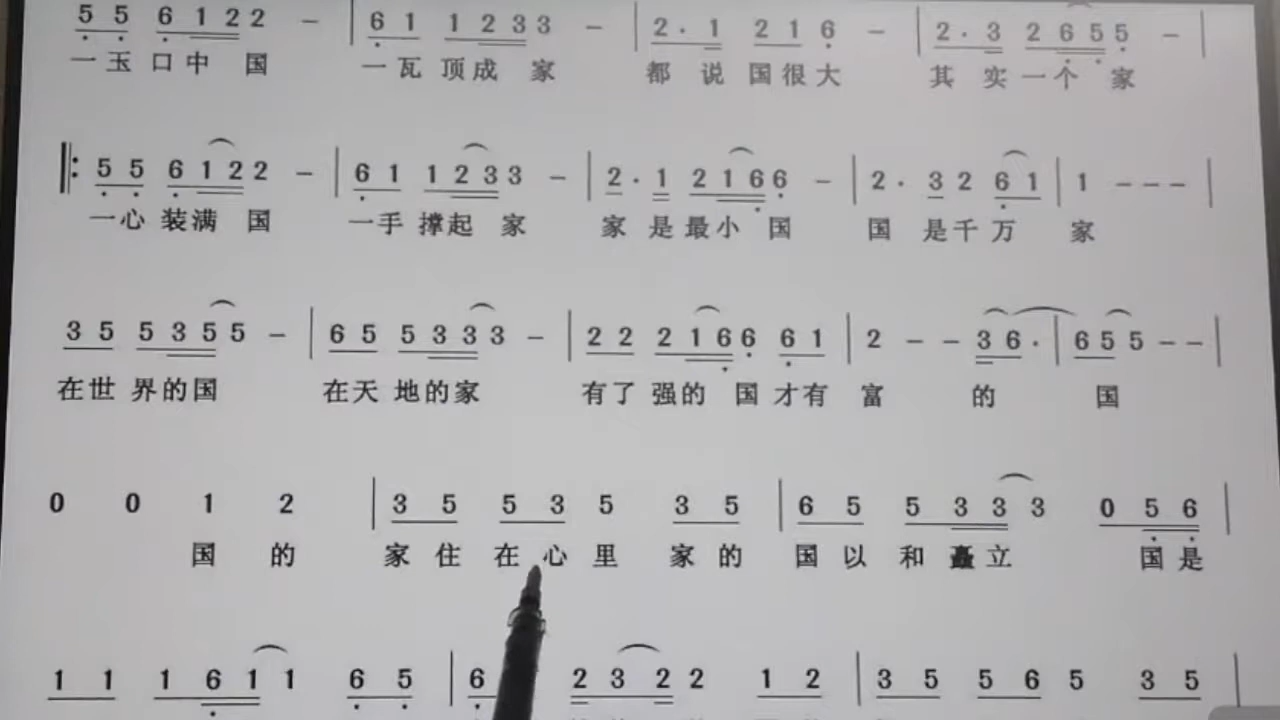 5 5 6 1 2 2 – | 6 1 1 2 3 3 – | 2 · 1 2 1 6 – | 2 · 3 2 6 5 5 – |
一玉口中 国 一瓦顶成 家 都 说 国很大 其 实一个 家
‖: 5 5 6 1 2 2 – | 6 1 1 2 3 3 – | 2 · 1 2 1 6 6 – | 2 · 3 2 6 1 | 1 – – – |
一心装满 国 一手撑起 家 家 是最小 国 国 是千万 家
3 5 5 3 5 5 – | 6 5 5 3 3 3 – | 2 2 2 1 6 6 6 1 | 2 – – 3 6 · | 6 5 5 – – |
在世界的国 在天地的家 有了强的 国才有 富 的 国
0 0 1 2 | 3 5 5 3 5 3 5 | 6 5 5 3 3 3 0 5 6 |
国 的 家住在心里 家的 国以和矗立 国是
1 1 1 6 1 1 6 5 | 6 2 3 2 2 1 2 | 3 5 5 6 5 3 5